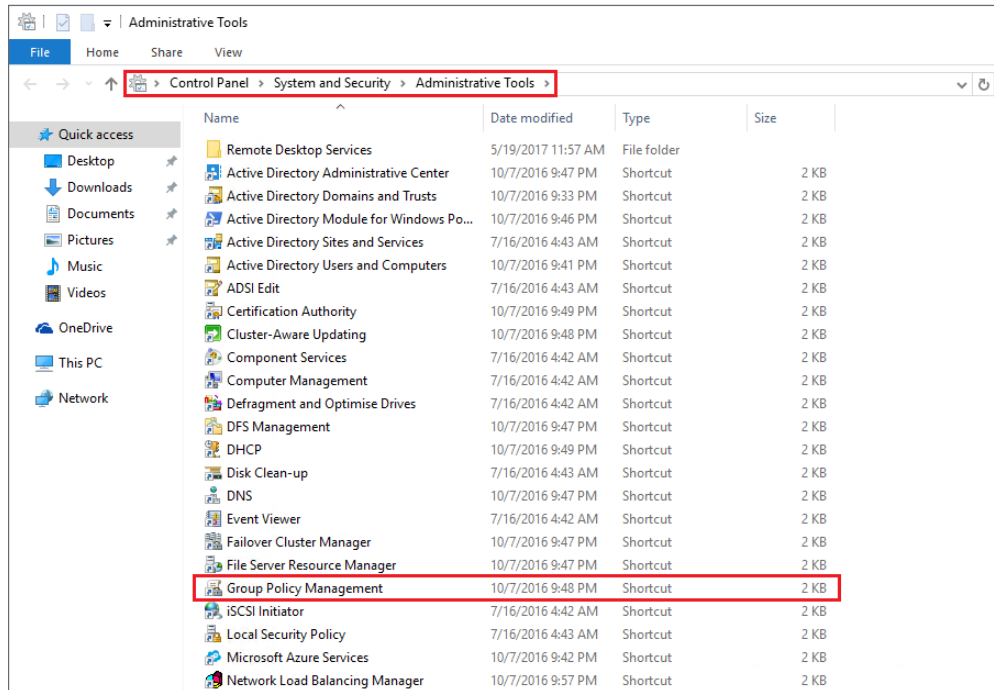 Administrative Tools
File Home Share View
Control Panel > System and Security > Administrative Tools >
Name Date modified Type Size
Quick access
Desktop
Downloads
Documents
Pictures
Music
Videos
OneDrive
This PC
Network
Remote Desktop Services 5/19/2017 11:57 AM File folder
Active Directory Administrative Center 10/7/2016 9:47 PM Shortcut 2 KB
Active Directory Domains and Trusts 10/7/2016 9:33 PM Shortcut 2 KB
Active Directory Module for Windows Po... 10/7/2016 9:46 PM Shortcut 2 KB
Active Directory Sites and Services 7/16/2016 4:43 AM Shortcut 2 KB
Active Directory Users and Computers 10/7/2016 9:41 PM Shortcut 2 KB
ADSI Edit 7/16/2016 4:43 AM Shortcut 2 KB
Certification Authority 10/7/2016 9:49 PM Shortcut 2 KB
Cluster-Aware Updating 10/7/2016 9:48 PM Shortcut 2 KB
Component Services 7/16/2016 4:42 AM Shortcut 2 KB
Computer Management 7/16/2016 4:42 AM Shortcut 2 KB
Defragment and Optimise Drives 7/16/2016 4:42 AM Shortcut 2 KB
DFS Management 10/7/2016 9:47 PM Shortcut 2 KB
DHCP 10/7/2016 9:49 PM Shortcut 2 KB
Disk Clean-up 7/16/2016 4:43 AM Shortcut 2 KB
DNS 10/7/2016 9:47 PM Shortcut 2 KB
Event Viewer 7/16/2016 4:42 AM Shortcut 2 KB
Failover Cluster Manager 10/7/2016 9:47 PM Shortcut 2 KB
File Server Resource Manager 10/7/2016 9:47 PM Shortcut 2 KB
Group Policy Management 10/7/2016 9:48 PM Shortcut 2 KB
iSCSI Initiator 7/16/2016 4:42 AM Shortcut 2 KB
Local Security Policy 7/16/2016 4:43 AM Shortcut 2 KB
Microsoft Azure Services 10/7/2016 9:42 PM Shortcut 2 KB
Network Load Balancing Manager 10/7/2016 9:57 PM Shortcut 2 KB